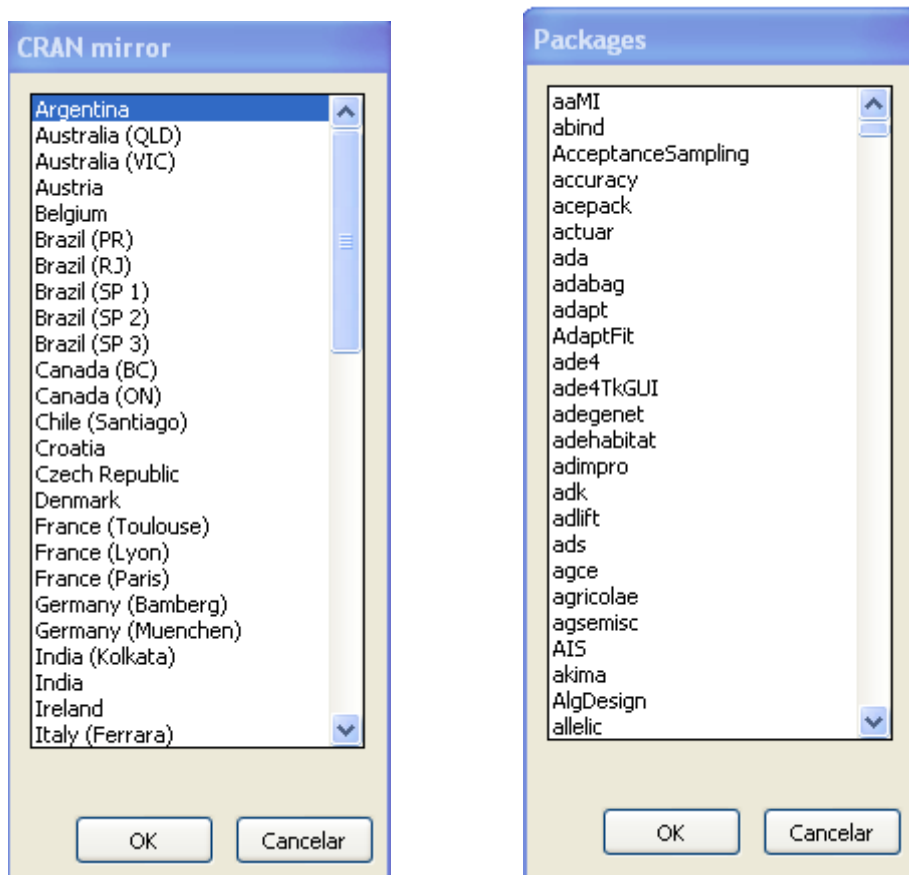 CRAN mirror
Argentina
Australia (QLD)
Australia (VIC)
Austria
Belgium
Brazil (PR)
Brazil (RJ)
Brazil (SP 1)
Brazil (SP 2)
Brazil (SP 3)
Canada (BC)
Canada (ON)
Chile (Santiago)
Croatia
Czech Republic
Denmark
France (Toulouse)
France (Lyon)
France (Paris)
Germany (Bamberg)
Germany (Muenchen)
India (Kolkata)
India
Ireland
Italy (Ferrara)
OK
Cancelar
Packages
aaMI
abind
AcceptanceSampling
accuracy
acepack
actuar
ada
adabag
adapt
AdaptFit
ade4
ade4TkGUI
adegenet
adehabitat
adimpro
adk
adlift
ads
agce
agricolae
agsemisc
AIS
akima
AlgDesign
allelic
OK
Cancelar